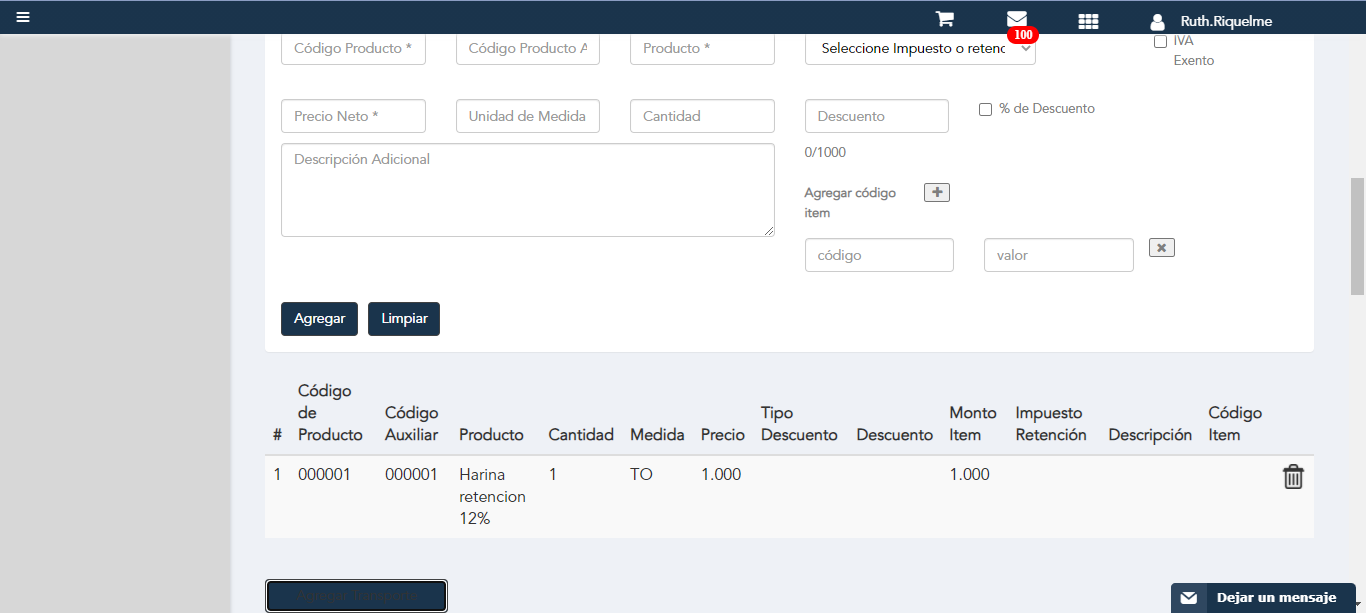 100
Ruth.Riquelme
Código Producto *
Código Producto A
Producto *
Seleccione Impuesto o retenc
IVA
Exento
Precio Neto *
Unidad de Medida
Cantidad
Descuento
% de Descuento
Descripción Adicional
0/1000
Agregar código
item
código
valor
Agregar
Limpiar
# Código de Producto Código Auxiliar Producto Cantidad Medida Precio Tipo Descuento Descuento Monto Item Impuesto Retención Descripción Código Item
1 000001 000001 Harina 1 TO 1.000 1.000
retencion
12%
Agregar Transporte
Dejar un mensaje